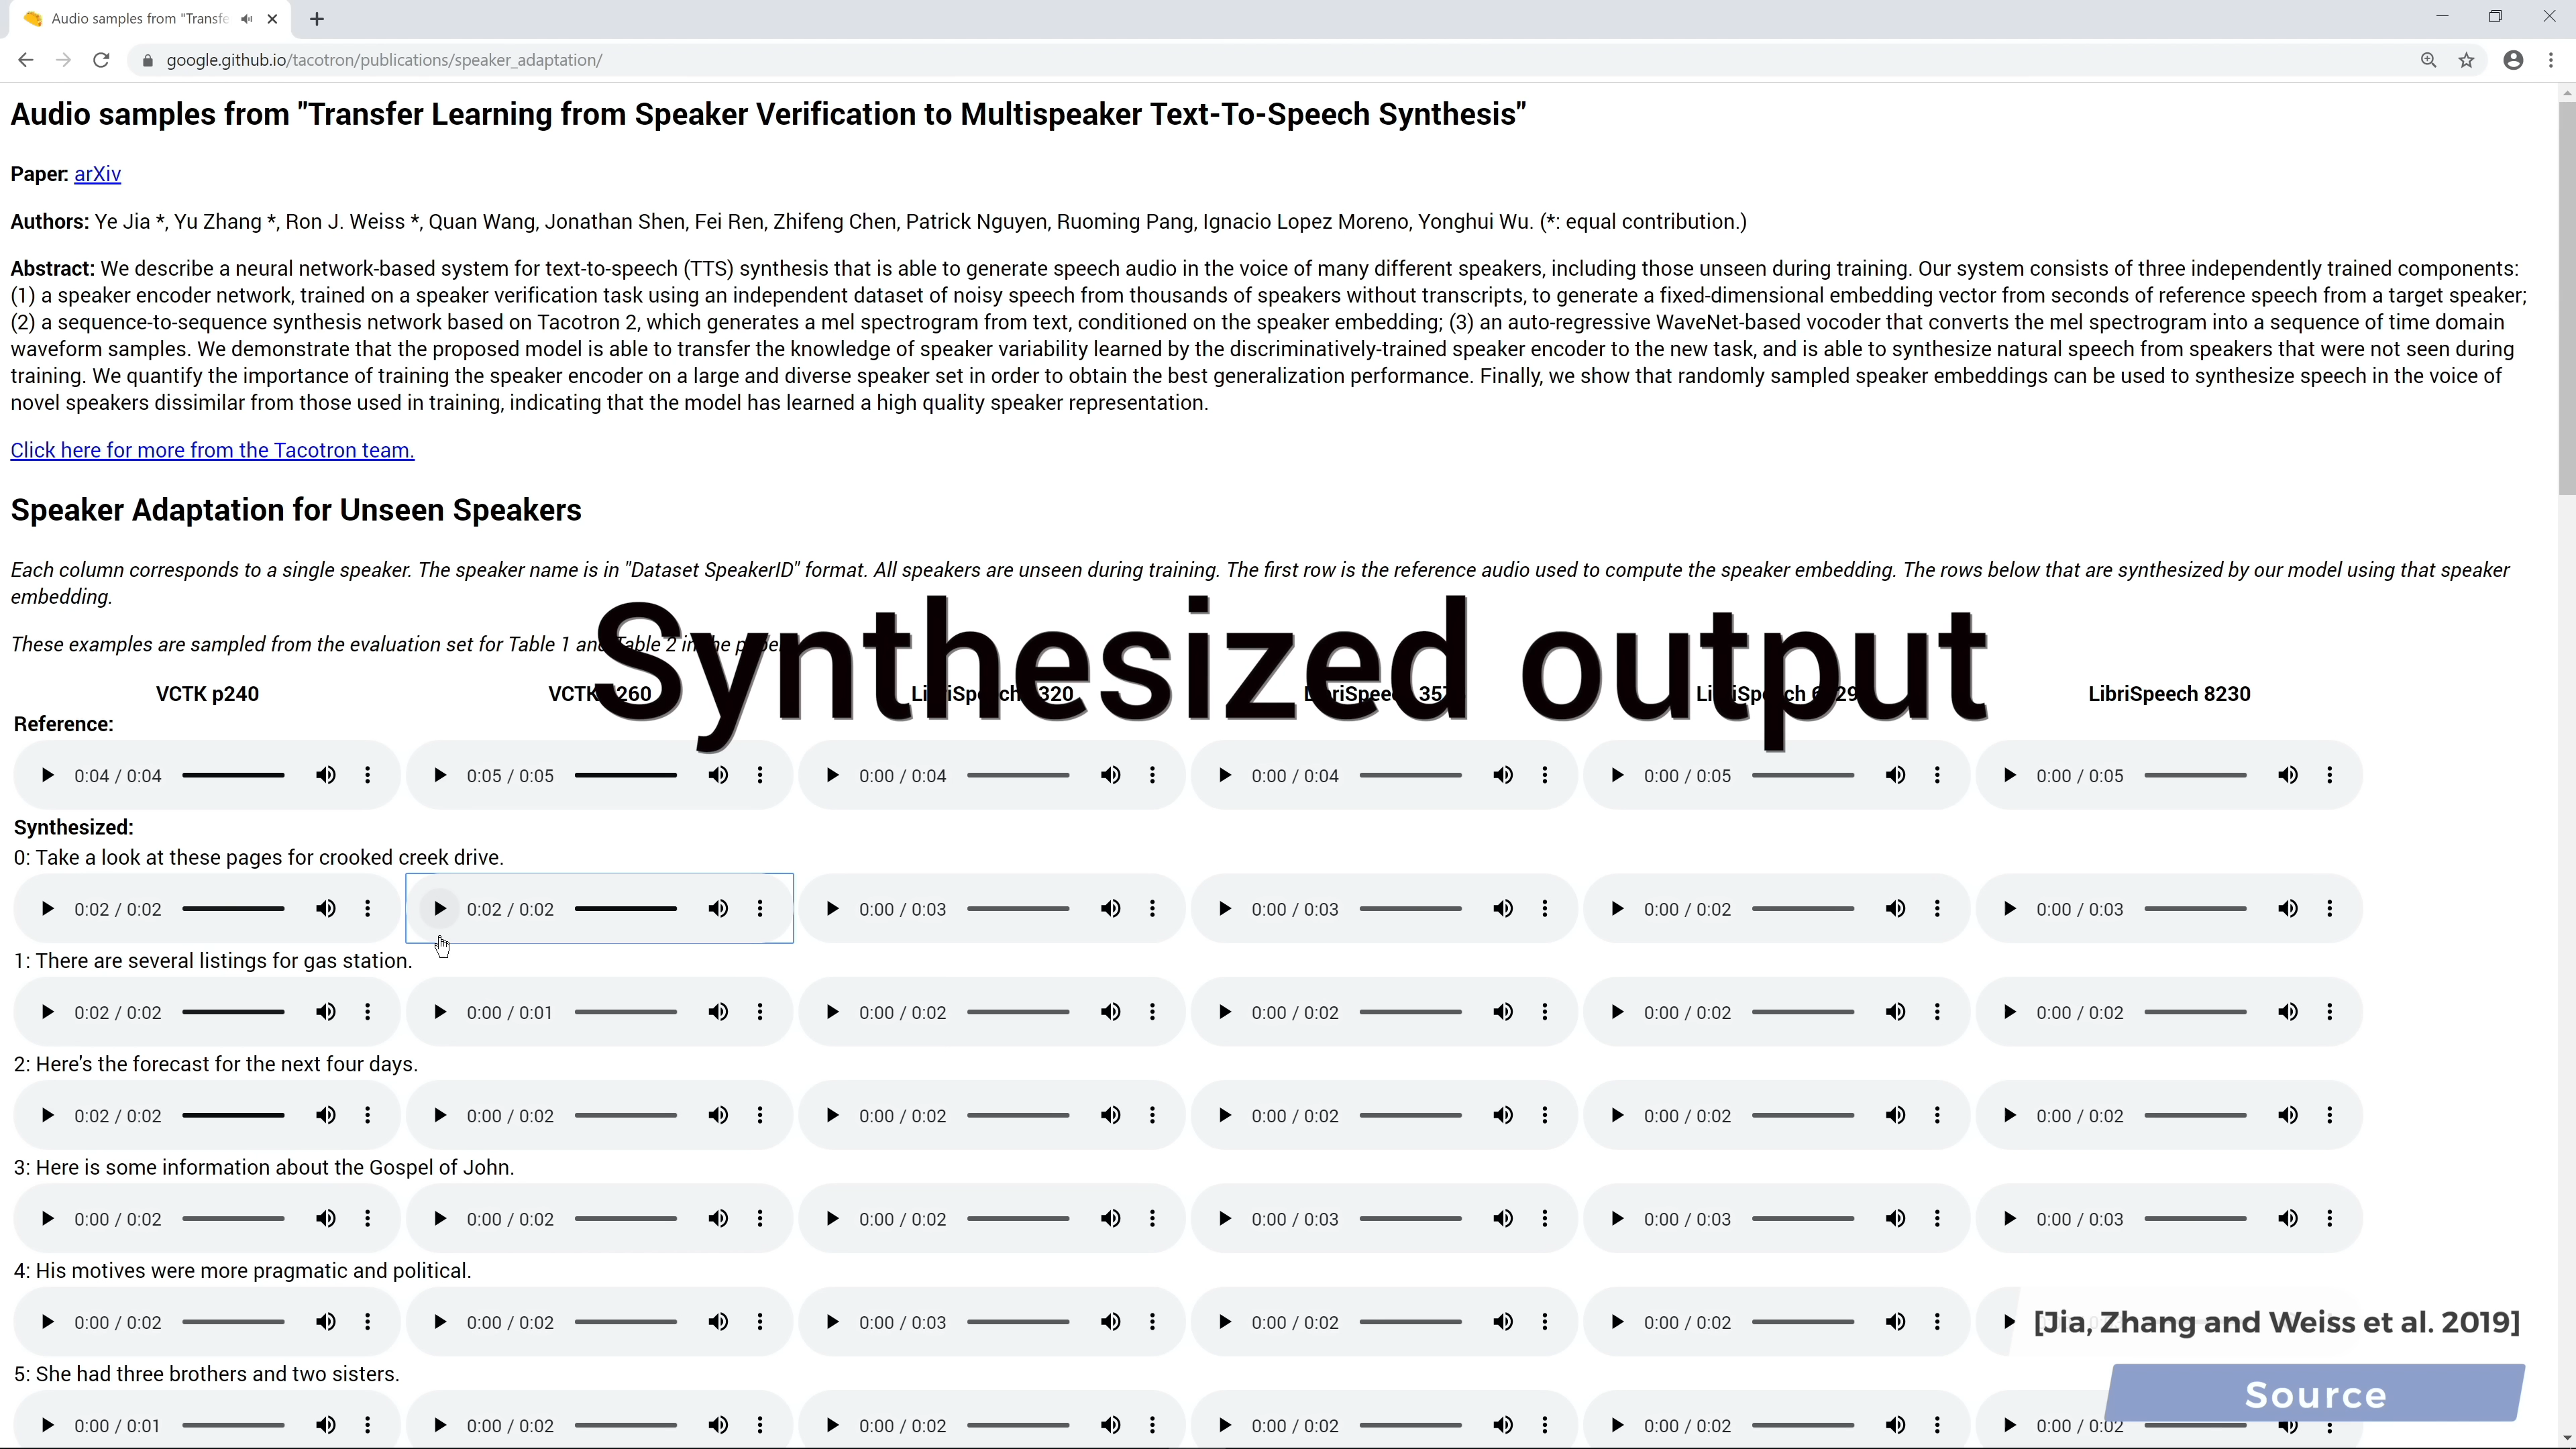 Audio samples from "Transfe
google.github.io/tacotron/publications/speaker_adaptation/
Audio samples from "Transfer Learning from Speaker Verification to Multispeaker Text-To-Speech Synthesis"
Paper: arXiv
Authors: Ye Jia *, Yu Zhang *, Ron J. Weiss *, Quan Wang, Jonathan Shen, Fei Ren, Zhifeng Chen, Patrick Nguyen, Ruoming Pang, Ignacio Lopez Moreno, Yonghui Wu. (*: equal contribution.)
Abstract: We describe a neural network-based system for text-to-speech (TTS) synthesis that is able to generate speech audio in the voice of many different speakers, including those unseen during training. Our system consists of three independently trained components:
(1) a speaker encoder network, trained on a speaker verification task using an independent dataset of noisy speech from thousands of speakers without transcripts, to generate a fixed-dimensional embedding vector from seconds of reference speech from a target speaker;
(2) a sequence-to-sequence synthesis network based on Tacotron 2, which generates a mel spectrogram from text, conditioned on the speaker embedding; (3) an auto-regressive WaveNet-based vocoder that converts the mel spectrogram into a sequence of time domain
waveform samples. We demonstrate that the proposed model is able to transfer the knowledge of speaker variability learned by the discriminatively-trained speaker encoder to the new task, and is able to synthesize natural speech from speakers that were not seen during
training. We quantify the importance of training the speaker encoder on a large and diverse speaker set in order to obtain the best generalization performance. Finally, we show that randomly sampled speaker embeddings can be used to synthesize speech in the voice of
novel speakers dissimilar from those used in training, indicating that the model has learned a high quality speaker representation.
Click here for more from the Tacotron team.
Speaker Adaptation for Unseen Speakers
Each column corresponds to a single speaker. The speaker name is in "Dataset SpeakerID" format. All speakers are unseen during training. The first row is the reference audio used to compute the speaker embedding. The rows below that are synthesized by our model using that speaker
embedding.
Synthesized output
These examples are sampled from the evaluation set for Table 1 and Table 2 in the paper
VCTK p240 VCTK LibriSpeech LibriSpeech LibriSpeech LibriSpeech 8230
Reference:
0:04 / 0:04 0:05 / 0:05 0:00 / 0:04 0:00 / 0:04 0:00 / 0:05 0:00 / 0:05
Synthesized:
0: Take a look at these pages for crooked creek drive.
0:02 / 0:02 0:02 / 0:02 0:00 / 0:03 0:00 / 0:03 0:00 / 0:02 0:00 / 0:03
1: There are several listings for gas station.
0:02 / 0:02 0:00 / 0:01 0:00 / 0:02 0:00 / 0:02 0:00 / 0:02 0:00 / 0:02
2: Here's the forecast for the next four days.
0:02 / 0:02 0:00 / 0:02 0:00 / 0:02 0:00 / 0:02 0:00 / 0:02 0:00 / 0:02
3: Here is some information about the Gospel of John.
0:00 / 0:02 0:00 / 0:02 0:00 / 0:02 0:00 / 0:03 0:00 / 0:03 0:00 / 0:03
4: His motives were more pragmatic and political.
0:00 / 0:02 0:00 / 0:02 0:00 / 0:03 0:00 / 0:02 0:00 / 0:02
[Jia, Zhang and Weiss et al. 2019]
5: She had three brothers and two sisters.
0:00 / 0:01 0:00 / 0:02 0:00 / 0:02 0:00 / 0:02 0:00 / 0:02 0:00 / 0:02
Source